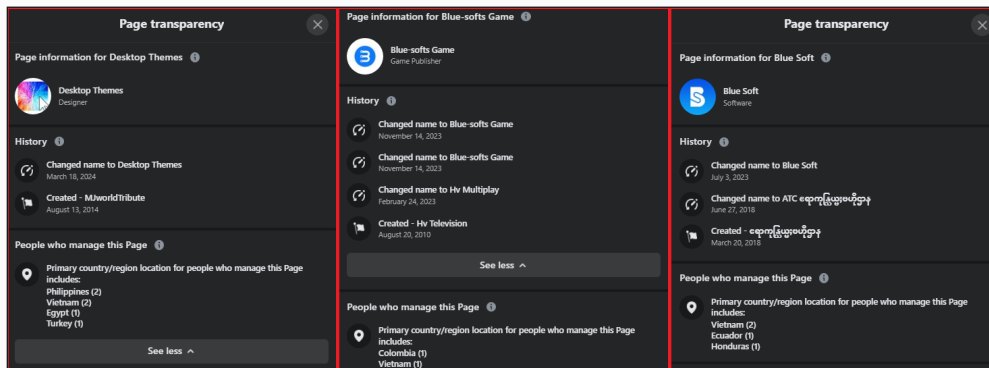 Page transparency
Page information for Desktop Themes
Desktop Themes
Designer
History
Changed name to Desktop Themes
March 18, 2024
Created - MJworldTribute
August 13, 2014
People who manage this Page
Primary country/region location for people who manage this Page
includes:
Philippines (2)
Vietnam (2)
Egypt (1)
Turkey (1)
See less
Page information for Blue-softs Game
Blue-softs Game
Game Publisher
History
Changed name to Blue-softs Game
November 14, 2023
Changed name to Blue-softs Game
November 14, 2023
Changed name to Hv Multiplay
February 24, 2023
Created - Hv Television
August 20, 2010
See less
People who manage this Page
Primary country/region location for people who manage this Page
includes:
Colombia (1)
Vietnam (1)
Page transparency
Page information for Blue Soft
Blue Soft
Software
History
Changed name to Blue Soft
July 3, 2023
Changed name to ATC
June 27, 2018
Created -
March 20, 2018
People who manage this Page
Primary country/region location for people who manage this Page
includes:
Vietnam (2)
Ecuador (1)
Honduras (1)